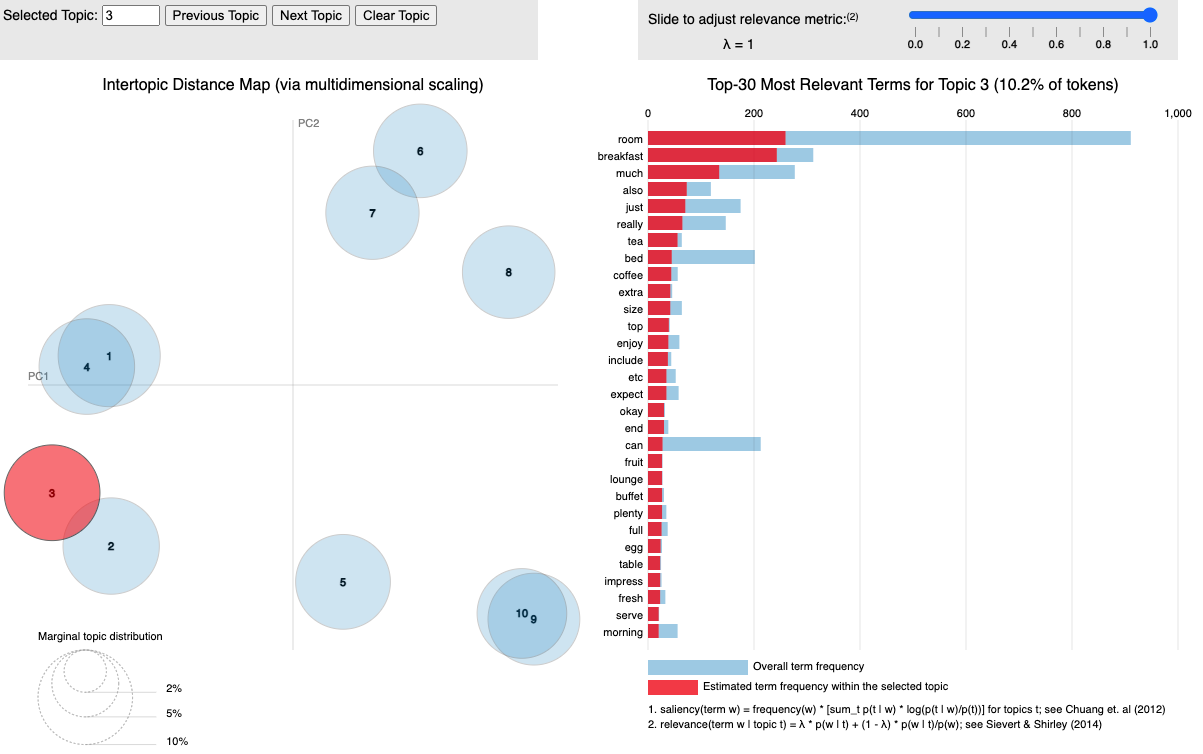 Selected Topic: 3 Previous Topic Next Topic Clear Topic
Slide to adjust relevance metric:(2)
λ = 1
0.0 0.2 0.4 0.6 0.8 1.0
Intertopic Distance Map (via multidimensional scaling)
PC2
PC1
6
7
8
1
4
3
2
5
10
9
Marginal topic distribution
2%
5%
10%
Top-30 Most Relevant Terms for Topic 3 (10.2% of tokens)
0 200 400 600 800 1,000
room
breakfast
much
also
just
really
tea
bed
coffee
extra
size
top
enjoy
include
etc
expect
okay
end
can
fruit
lounge
buffet
plenty
full
egg
table
impress
fresh
serve
morning
Overall term frequency
Estimated term frequency within the selected topic
1. saliency(term w) = frequency(w) * [sum_t p(t | w) * log(p(t | w)/p(t))] for topics t; see Chuang et. al (2012)
2. relevance(term w | topic t) = λ * p(w | t) + (1 - λ) * p(w | t)/p(w); see Sievert & Shirley (2014)